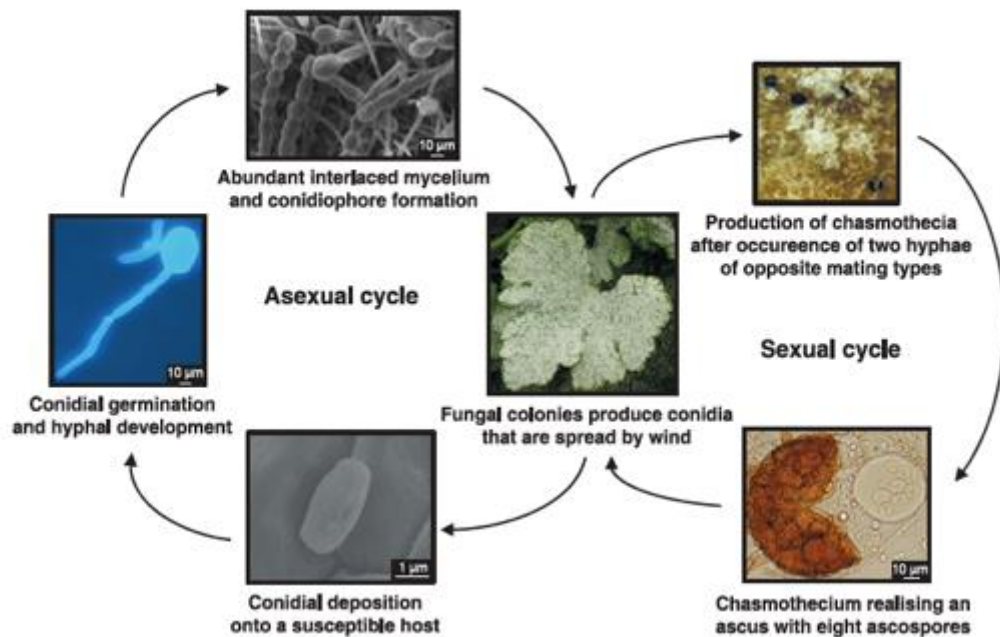 10 µm
Abundant interlaced mycelium
and conidiophore formation
Production of chasmothecia
after occureence of two hyphae
of opposite mating types
Asexual cycle
Sexual cycle
10 µm
Conidial germination
and hyphal development
Fungal colonies produce conidia
that are spread by wind
1 µm
Conidial deposition
onto a susceptible host
10 µm
Chasmothecium realising an
ascus with eight ascospores